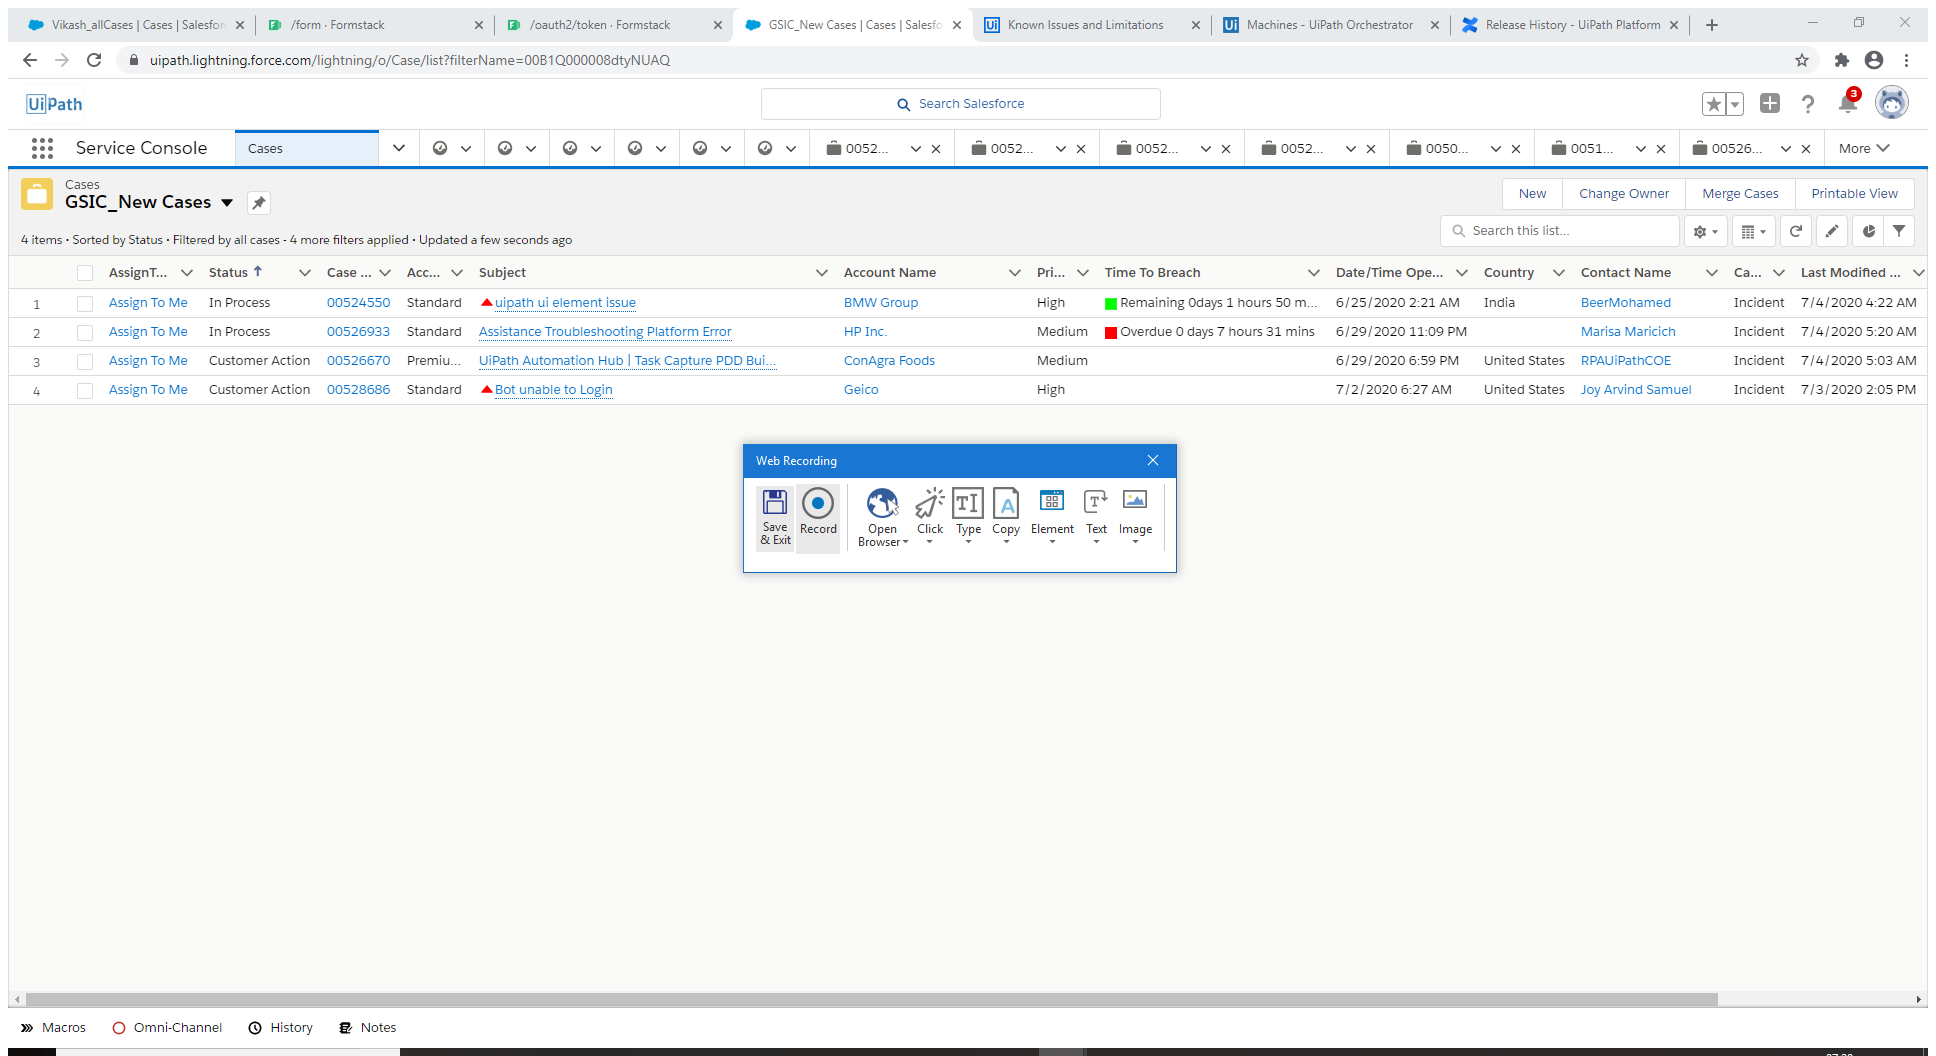 Vikash_allCases | Cases | Salesfor
/form · Formstack
/oauth2/token · Formstack
GSIC_New Cases | Cases | Salesfo
Known Issues and Limitations
Machines - UiPath Orchestrator
Release History - UiPath Platform
uipath.lightning.force.com/lightning/o/Case/list?filterName=00B1Q000008dtyNUAQ
UiPath
Search Salesforce
3
Service Console
Cases
0052...
0052...
0052...
0052...
0050...
0051...
00526...
More
Cases
GSIC_New Cases
New
Change Owner
Merge Cases
Printable View
4 items • Sorted by Status • Filtered by all cases - 4 more filters applied • Updated a few seconds ago
Search this list...
AssignT... Status Case ... Acc... Subject Account Name Pri... Time To Breach Date/Time Ope... Country Contact Name Ca... Last Modified ...
1 Assign To Me In Process 00524550 Standard uipath ui element issue BMW Group High Remaining 0days 1 hours 50 m... 6/25/2020 2:21 AM India BeerMohamed Incident 7/4/2020 4:22 AM
2 Assign To Me In Process 00526933 Standard Assistance Troubleshooting Platform Error HP Inc. Medium Overdue 0 days 7 hours 31 mins 6/29/2020 11:09 PM Marisa Maricich Incident 7/4/2020 5:20 AM
3 Assign To Me Customer Action 00526670 Premiu... UiPath Automation Hub | Task Capture PDD Bui... ConAgra Foods Medium 6/29/2020 6:59 PM United States RPAUiPathCOE Incident 7/4/2020 5:03 AM
4 Assign To Me Customer Action 00528686 Standard Bot unable to Login Geico High 7/2/2020 6:27 AM United States Joy Arvind Samuel Incident 7/3/2020 2:05 PM
Web Recording
Save & Exit
Record
Open Browser
Click
Type
Copy
Element
Text
Image
Macros
Omni-Channel
History
Notes